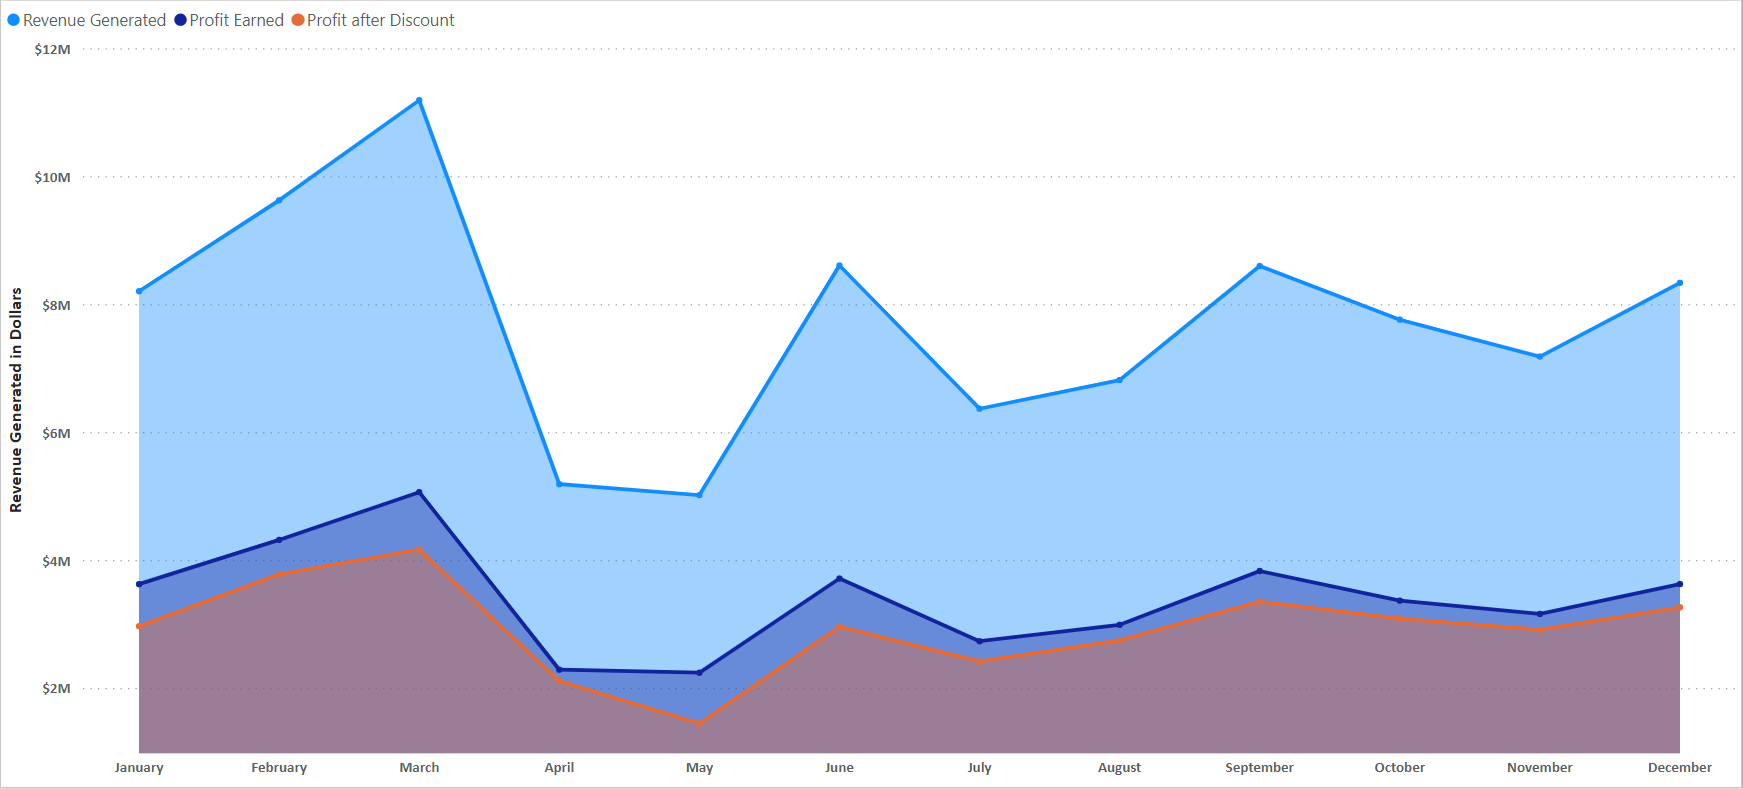 Revenue Generated Profit Earned Profit after Discount
$12M
$10M
$8M
$6M
$4M
$2M
Revenue Generated in Dollars
January February March April May June July August September October November December